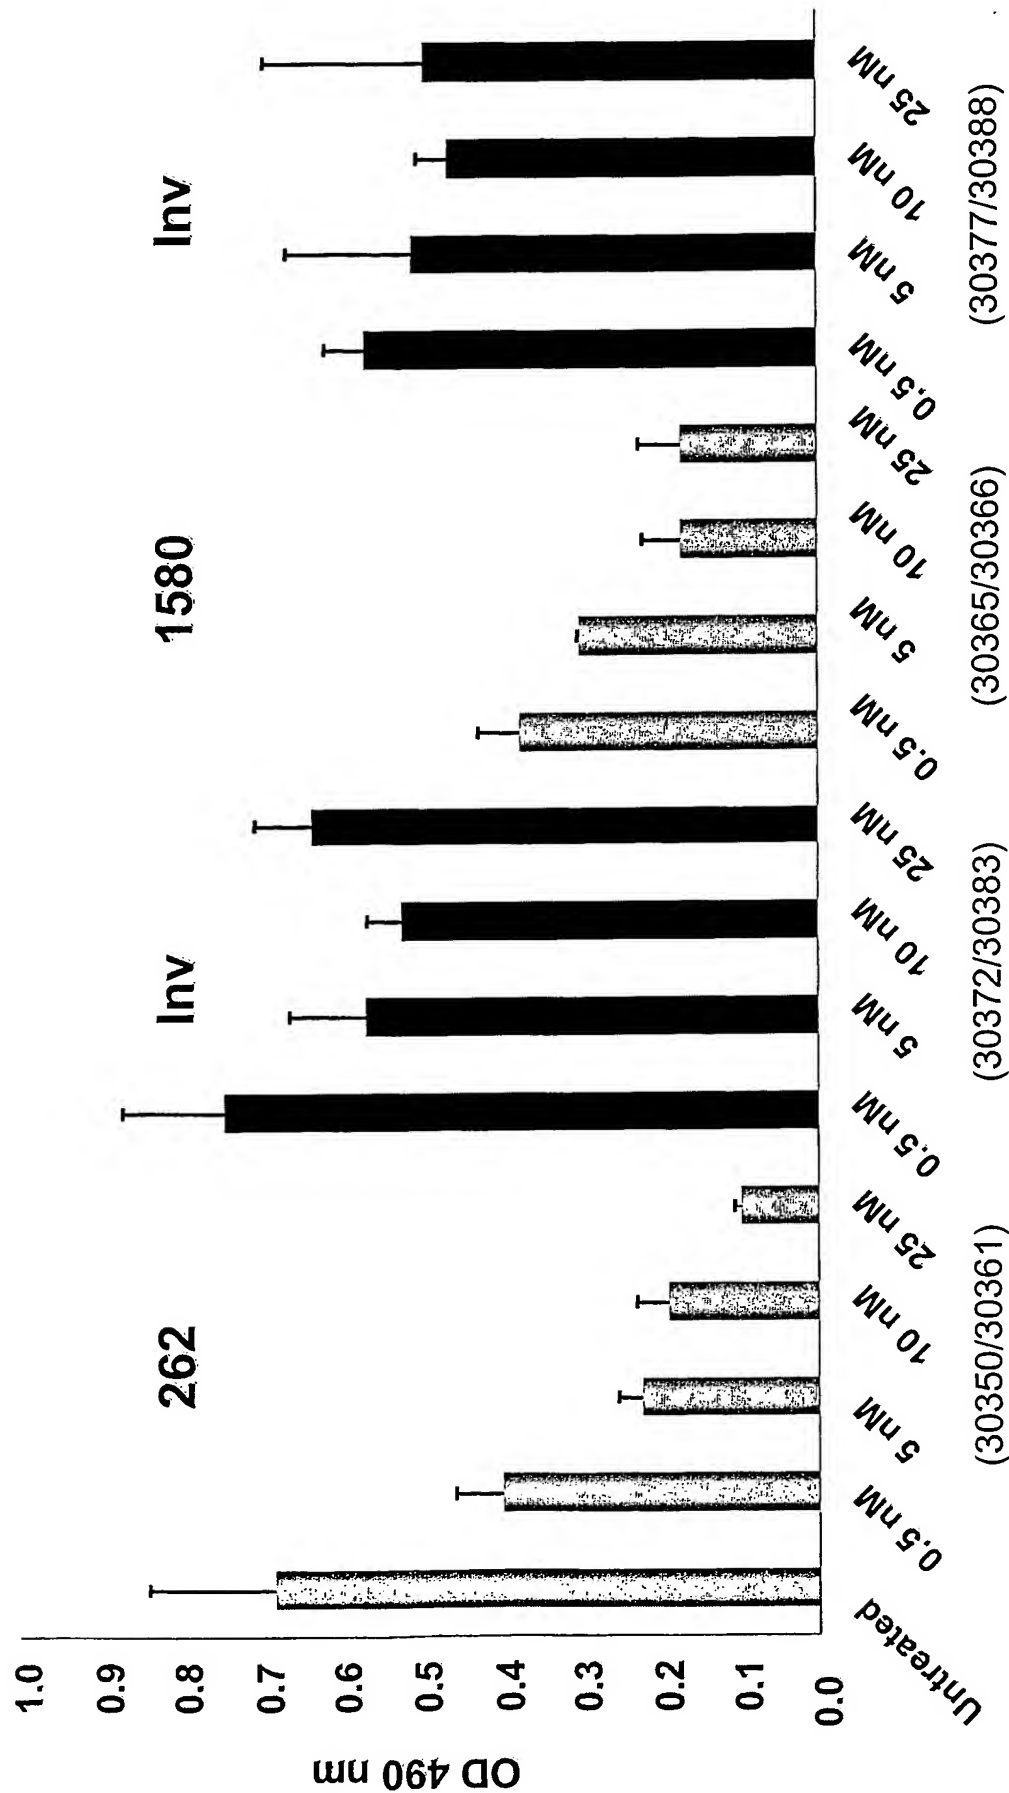 OD 490 nm
1.0
0.9
0.8
0.7
0.6
0.5
0.4
0.3
0.2
0.1
0.0
262
Inv
1580
Inv
Untreated
0.5 nM
5 nM
10 nM
25 nM
0.5 nM
5 nM
10 nM
25 nM
0.5 nM
5 nM
10 nM
25 nM
0.5 nM
5 nM
10 nM
25 nM
(30350/30361)
(30372/30383)
(30365/30366)
(30377/30388)